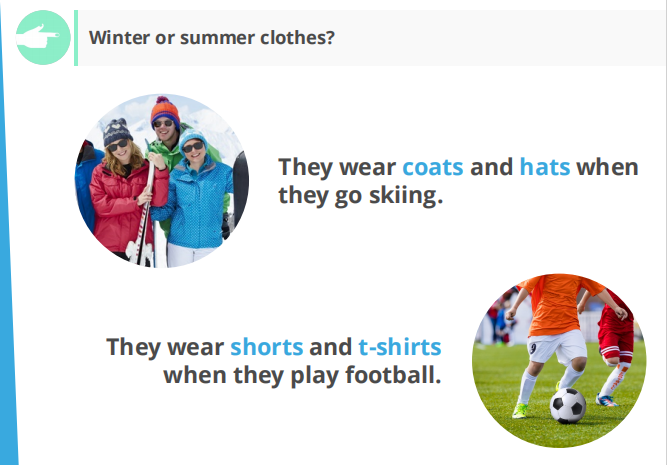 Winter or summer clothes?
They wear coats and hats when
they go skiing.
They wear shorts and t-shirts
when they play football.
9